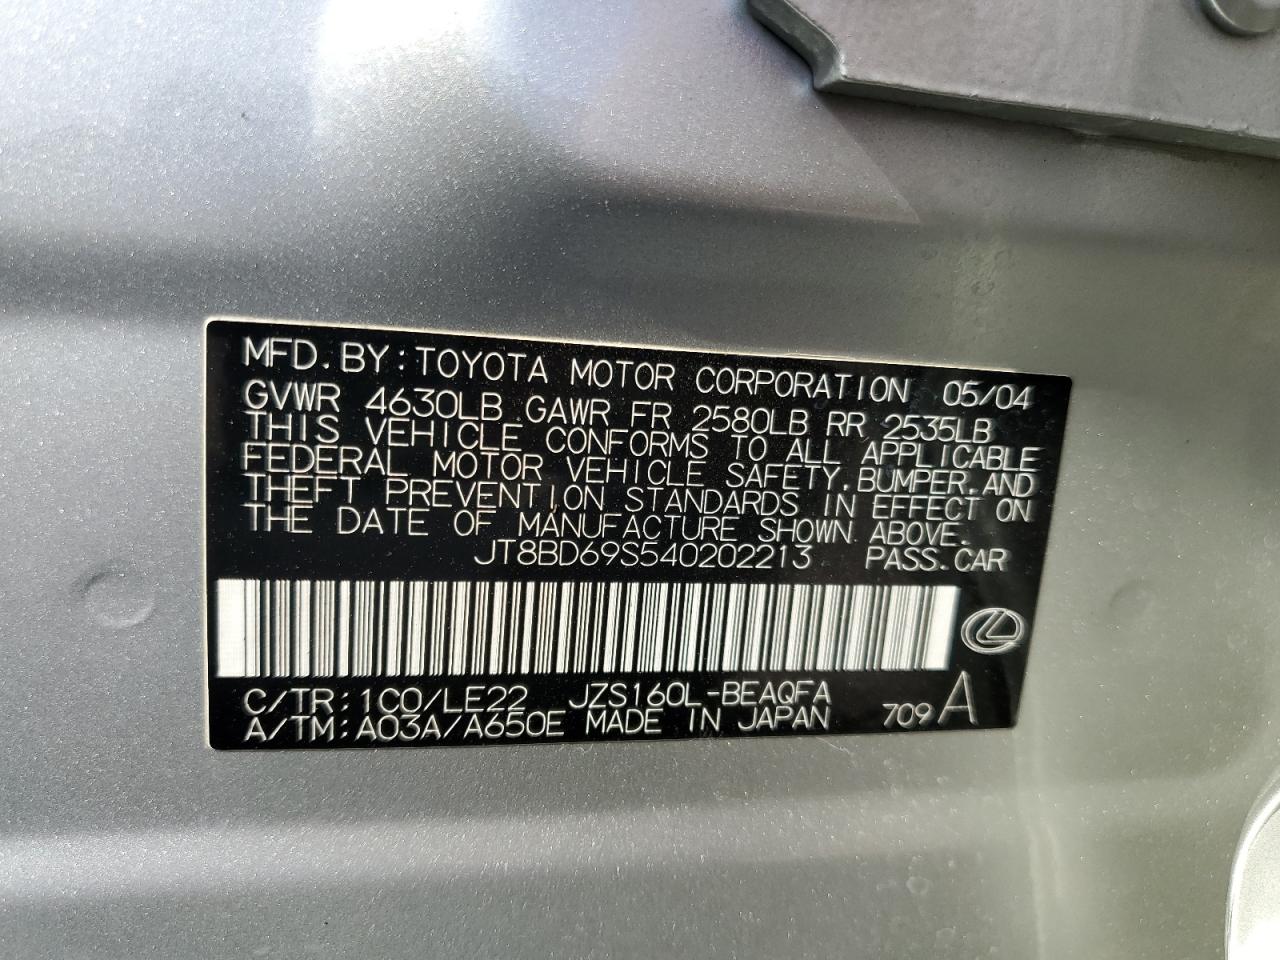 MFD. BY: TOYOTA MOTOR CORPORATION 05/04
GVWR 4630LB GAWR FR 2580LB RR 2535LB
THIS VEHICLE CONFORMS TO ALL APPLICABLE
FEDERAL MOTOR VEHICLE SAFETY, BUMPER, AND
THEFT PREVENTION STANDARDS IN EFFECT ON
THE DATE OF MANUFACTURE SHOWN ABOVE.
JT8BD69S540202213 PASS. CAR
C/TR: 1C0/LE22 JZS160L-BEAQFA
A/TM: A03A/A650E MADE IN JAPAN 709 A